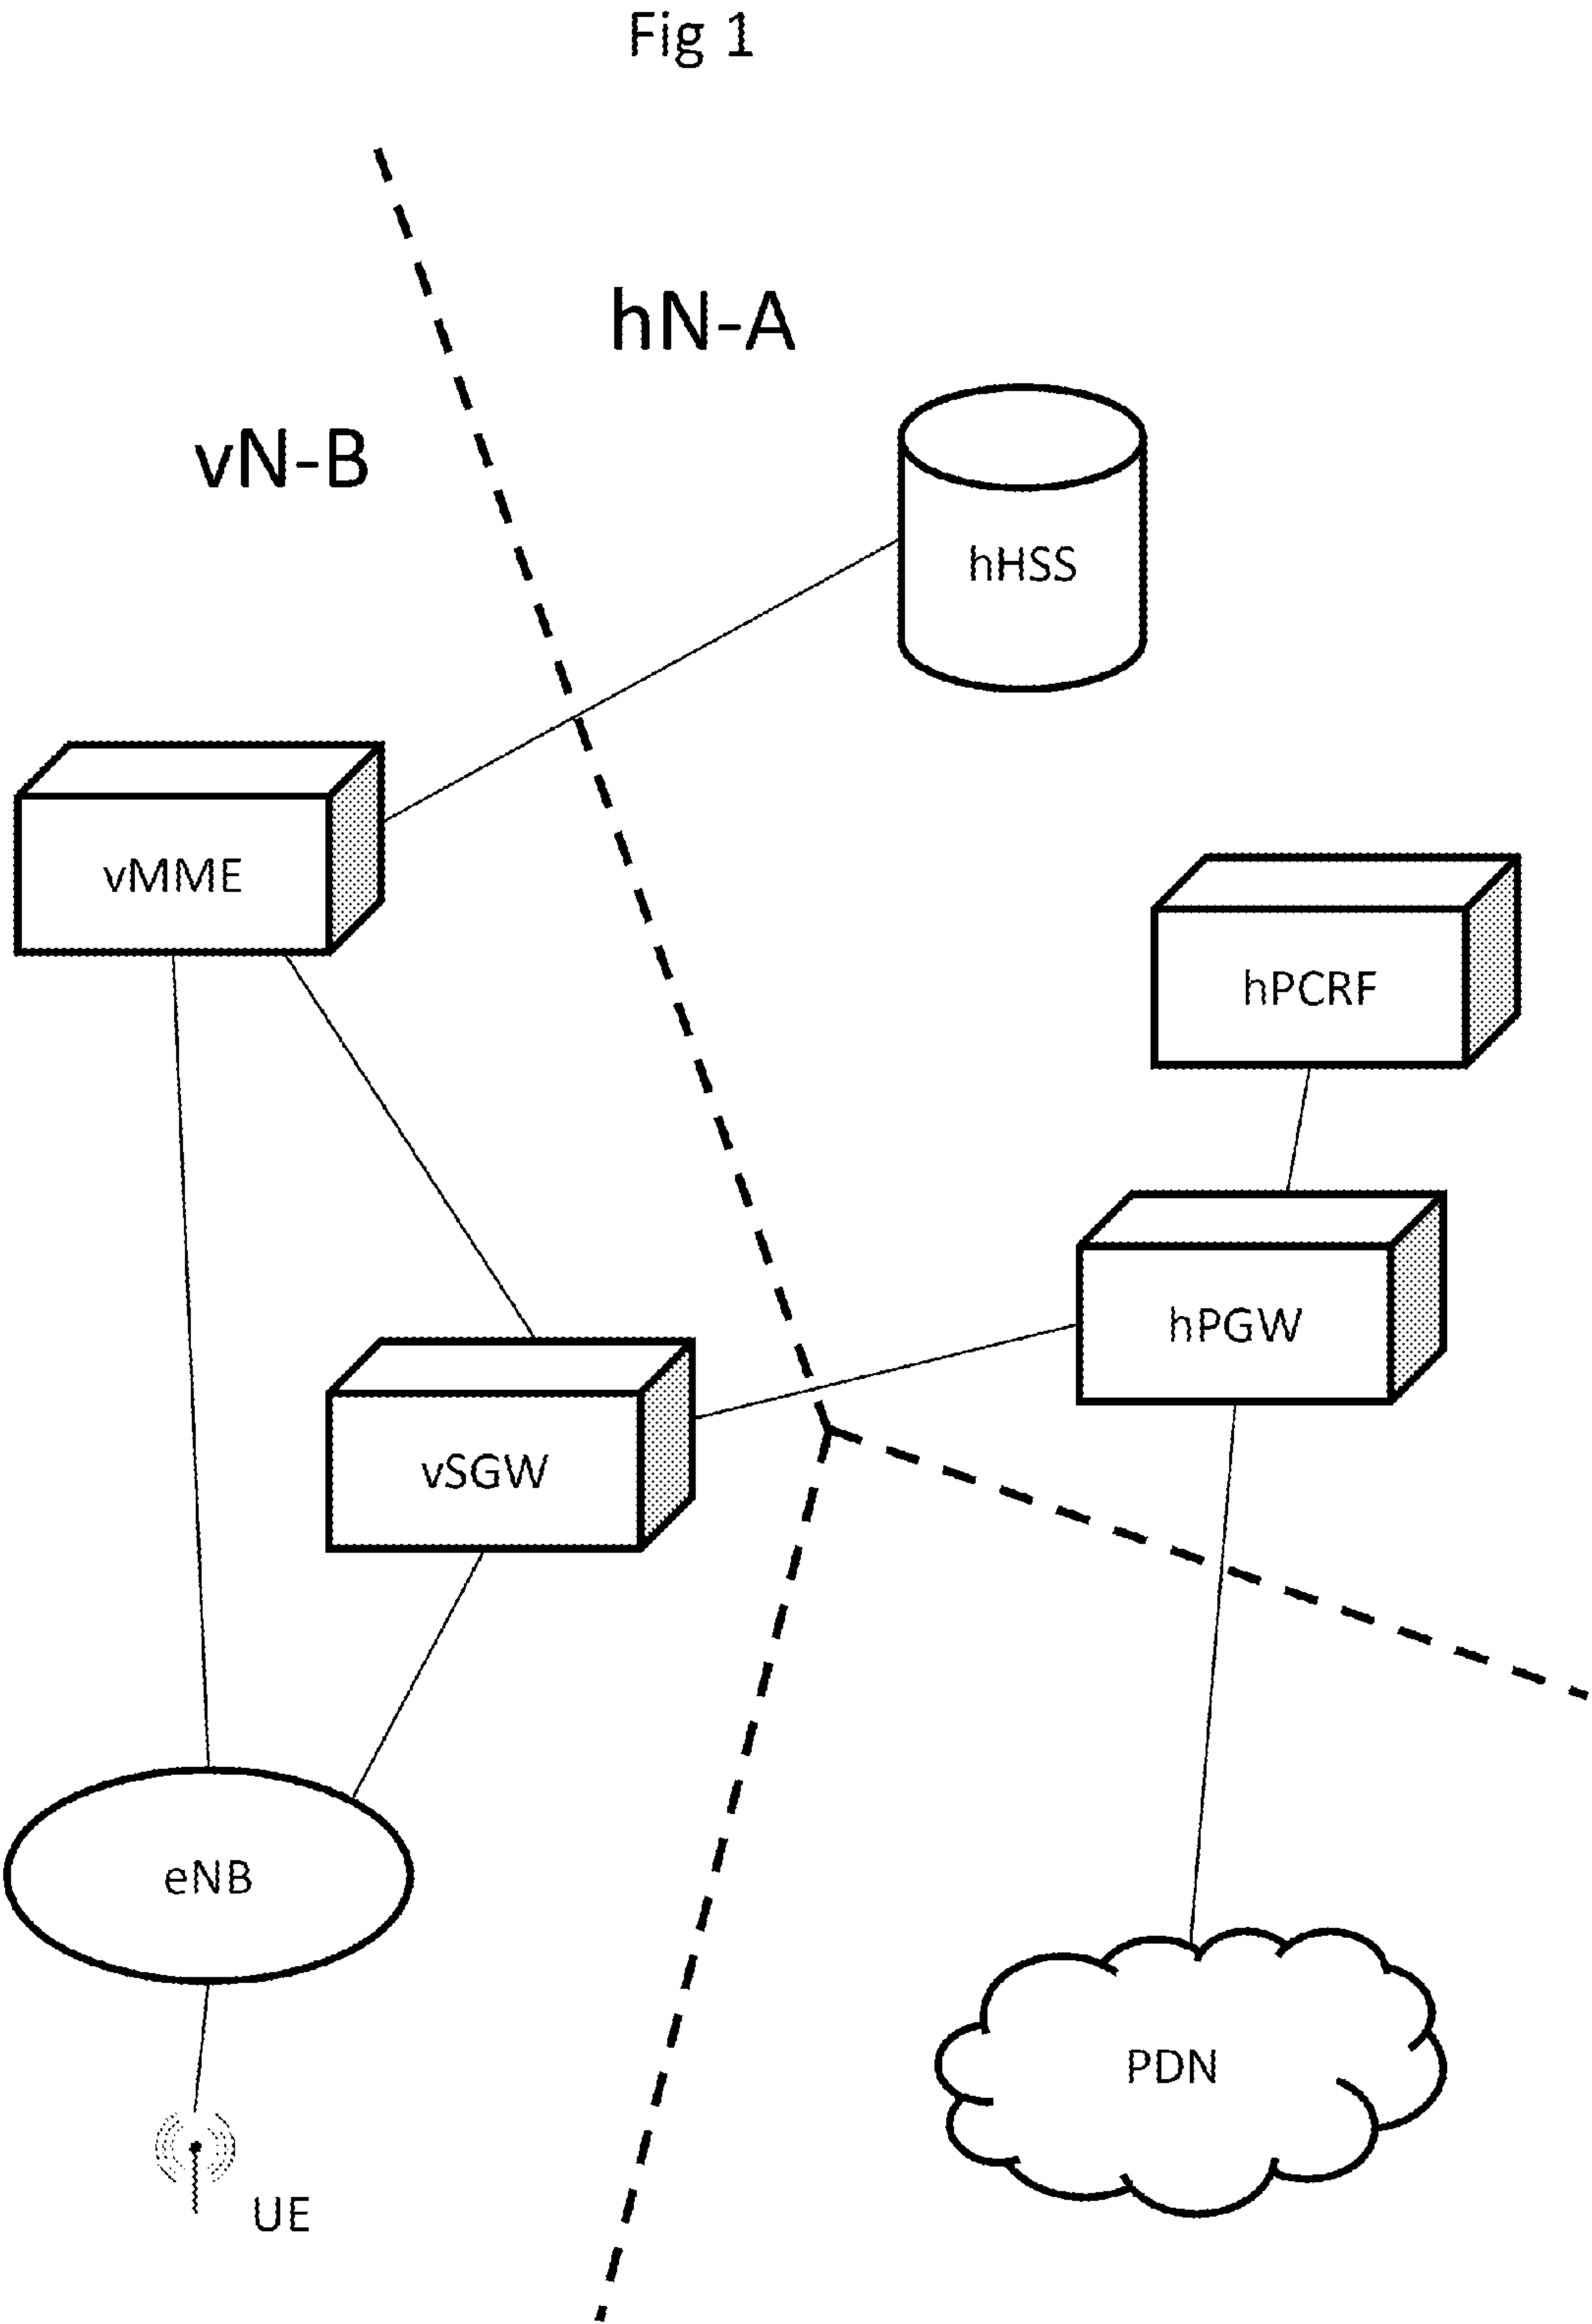 Fig 1
hN-A
vN-B
hHSS
vMME
hPCRF
hPGW
vSGW
eNB
PDN
UE